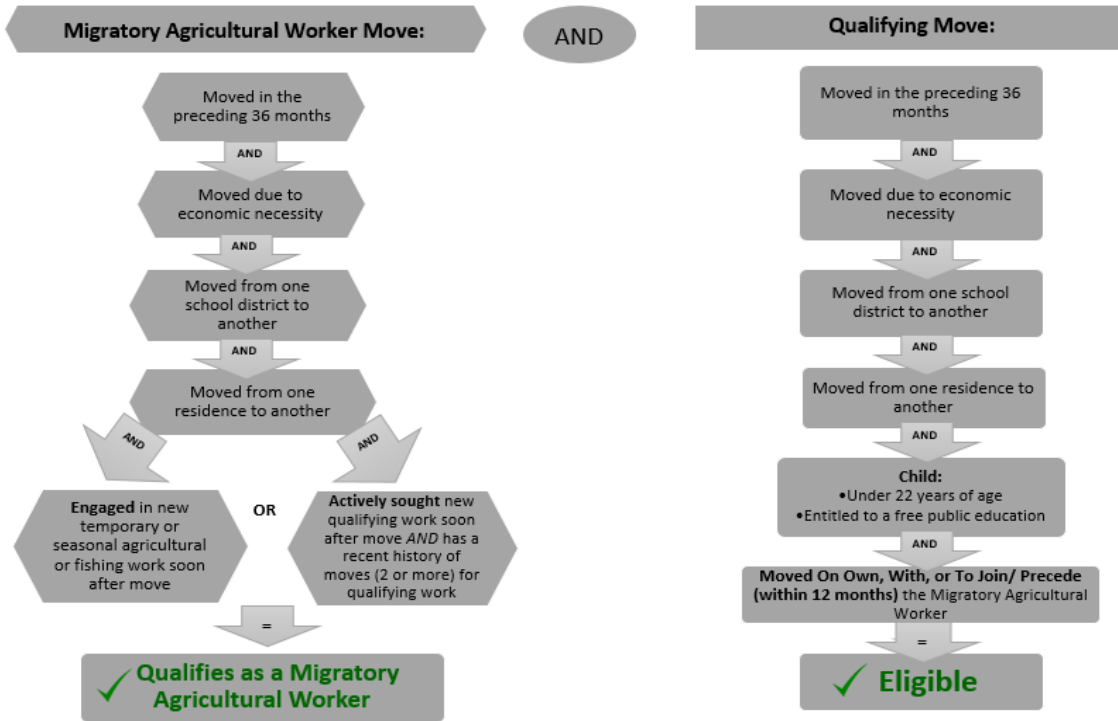 Migratory Agricultural Worker Move:
Moved in the
preceding 36 months
AND
Moved due to
economic necessity
AND
Moved from one
school district to
another
AND
Moved from one
residence to another
AND
AND
Engaged in new
temporary or
seasonal agricultural
or fishing work soon
after move
OR
Actively sought new
qualifying work soon
after move AND has a
recent history of
moves (2 or more) for
qualifying work
=
Qualifies as a Migratory
Agricultural Worker
AND
Qualifying Move:
Moved in the preceding 36
months
AND
Moved due to economic
necessity
AND
Moved from one school
district to another
AND
Moved from one residence to
another
AND
Child:
•Under 22 years of age
•Entitled to a free public education
AND
Moved On Own, With, or To Join/ Precede
(within 12 months) the Migratory Agricultural
Worker
=
Eligible